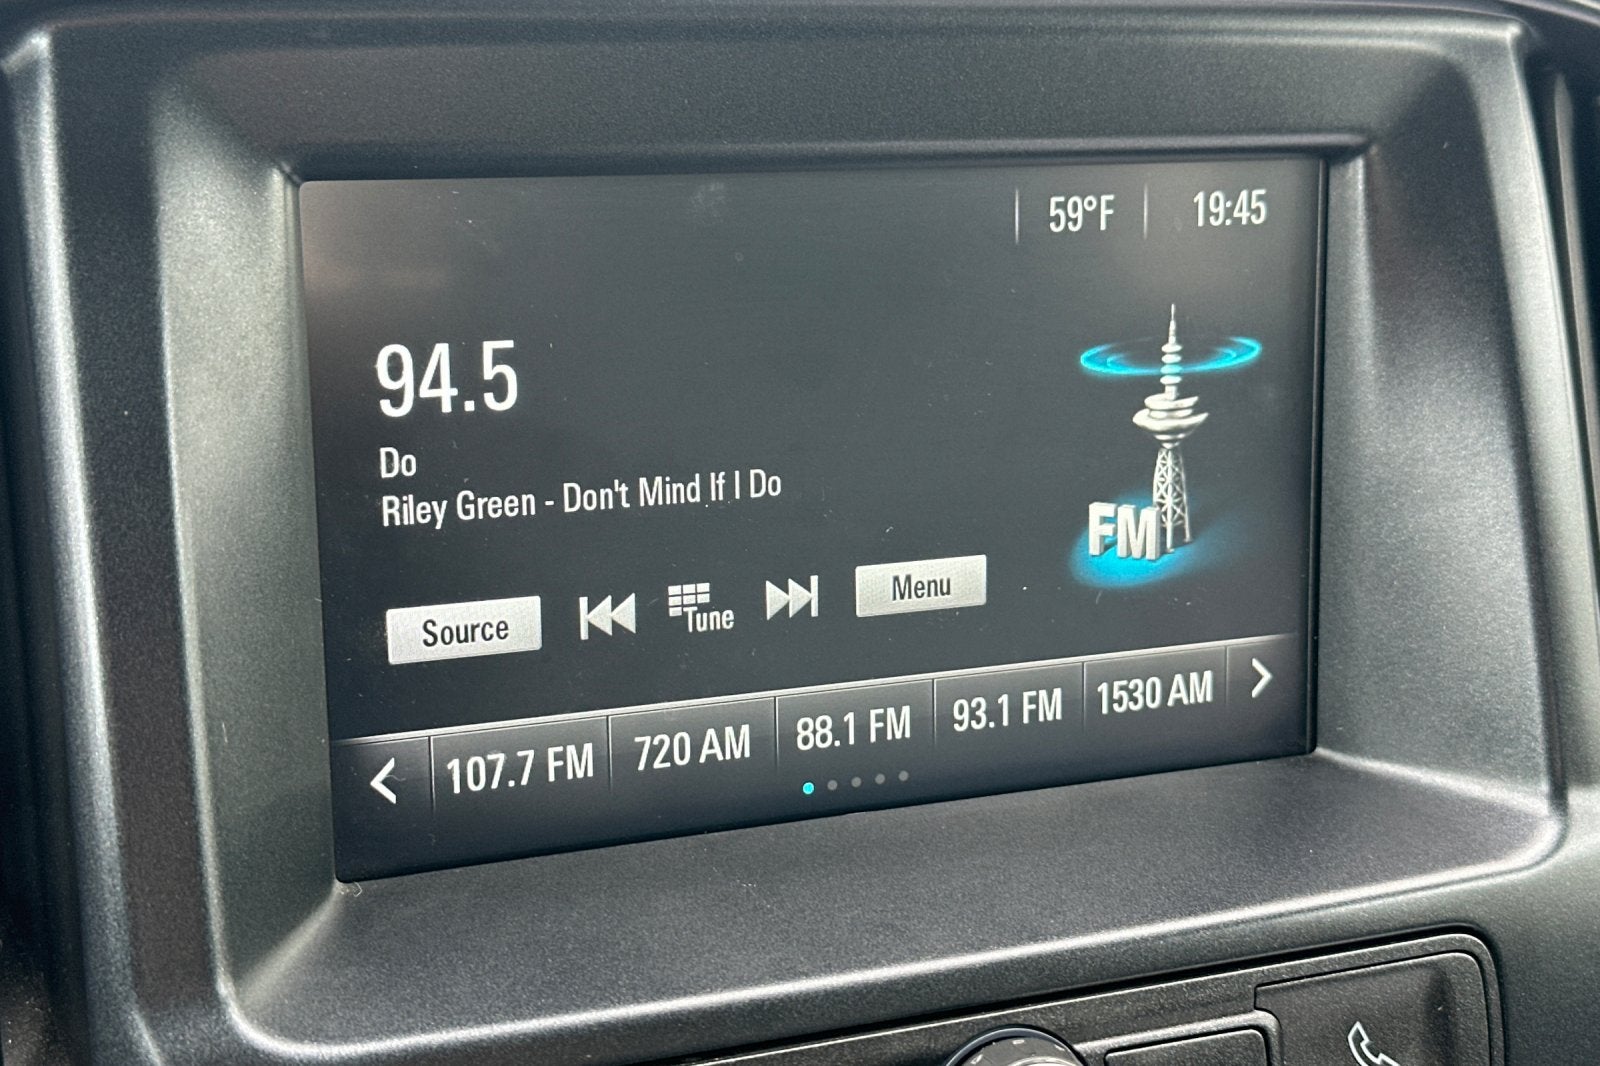 59°F 19:45
94.5
Do
Riley Green - Don't Mind If I Do
FM
Source Tune Menu
107.7 FM 720 AM 88.1 FM 93.1 FM 1530 AM